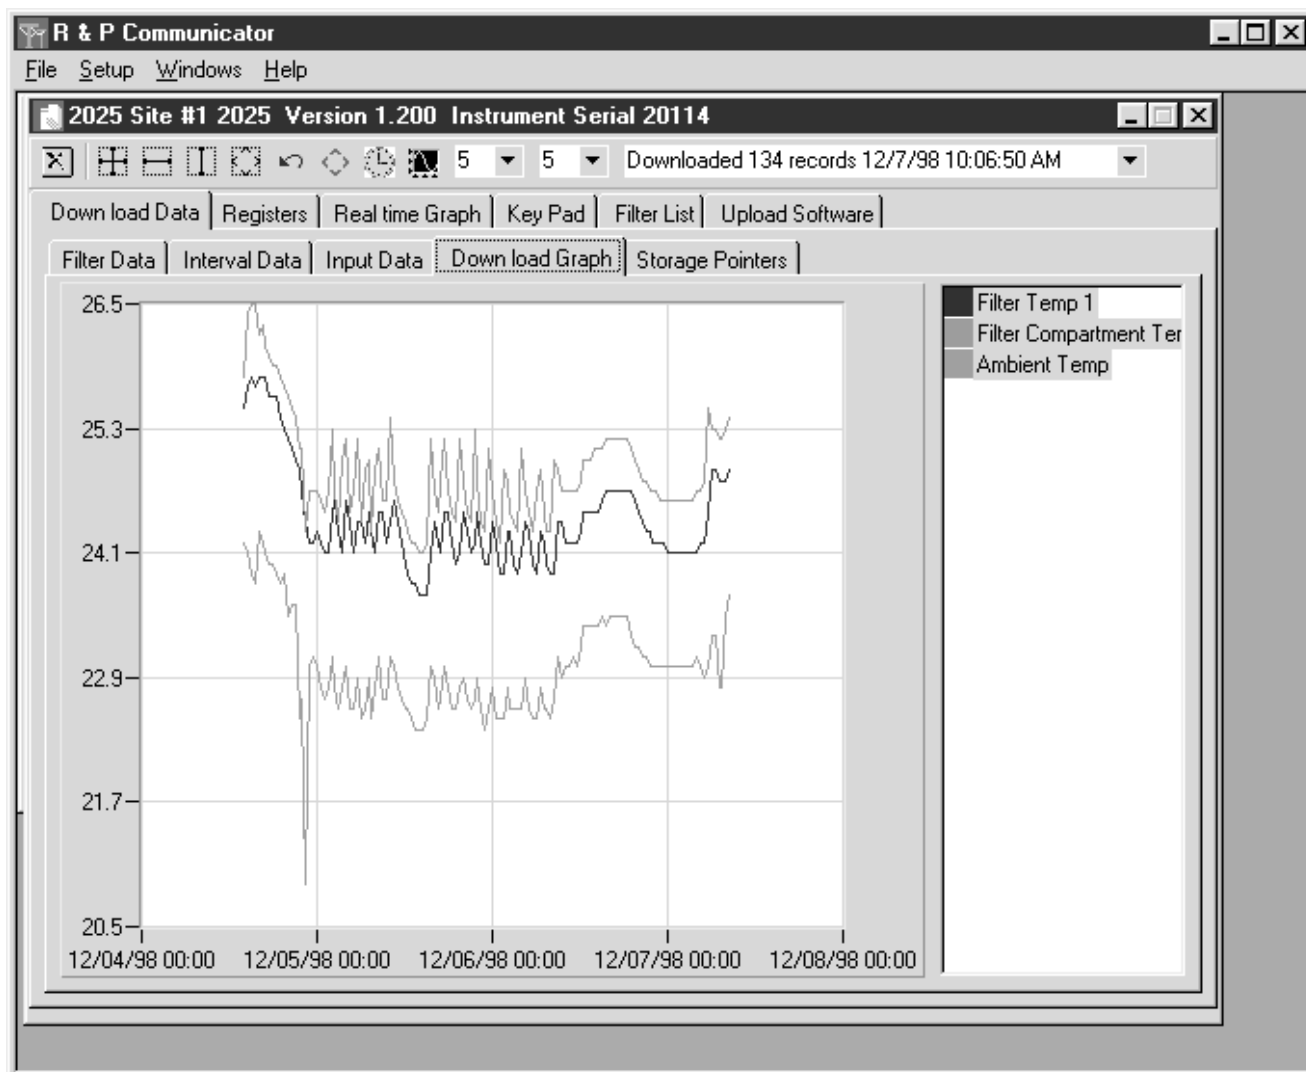 R & P Communicator
File Setup Windows Help
2025 Site #1 2025 Version 1.200 Instrument Serial 20114
5 5 Downloaded 134 records 12/7/98 10:06:50 AM
Down load Data Registers Real time Graph Key Pad Filter List Upload Software
Filter Data Interval Data Input Data Down load Graph Storage Pointers
26.5
25.3
24.1
22.9
21.7
20.5
12/04/98 00:00 12/05/98 00:00 12/06/98 00:00 12/07/98 00:00 12/08/98 00:00
Filter Temp 1
Filter Compartment Ter
Ambient Temp